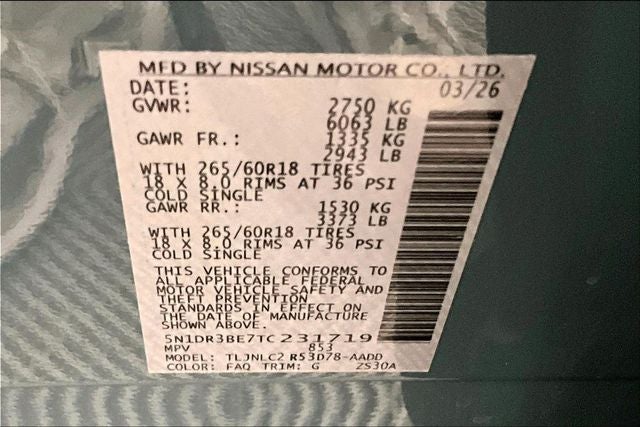 MFD BY NISSAN MOTOR CO., LTD.
DATE: 03/26
GVWR: 2750 KG
6063 LB
GAWR FR.: 1335 KG
2943 LB
WITH 265/60R18 TIRES
18 X 8.0 RIMS AT 36 PSI
COLD SINGLE
GAWR RR.: 1530 KG
3373 LB
WITH 265/60R18 TIRES
18 X 8.0 RIMS AT 36 PSI
COLD SINGLE
THIS VEHICLE CONFORMS TO
ALL APPLICABLE FEDERAL
MOTOR VEHICLE SAFETY AND
THEFT PREVENTION
STANDARDS IN EFFECT ON
THE DATE OF MANUFACTURE
SHOWN ABOVE.
5N1DR3BE7TC231719
MPV 853
MODEL: TLJNLC2 R53D78-AADD
COLOR: FAQ TRIM: G ZS30A